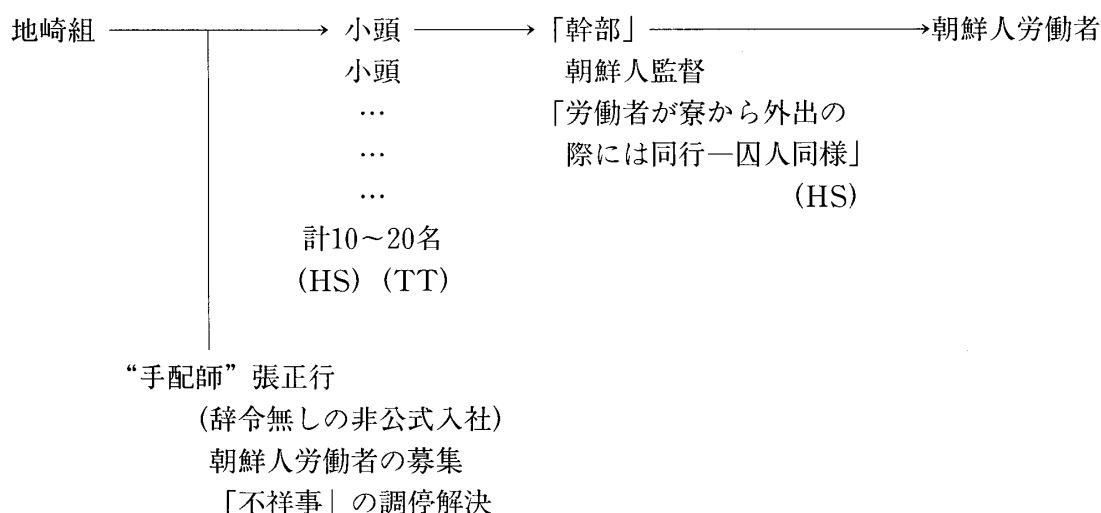 地崎組 → 小頭 → 「幹部」 → 朝鮮人労働者
小頭 朝鮮人監督
… 「労働者が寮から外出の
… 際には同行―囚人同様」
… (HS)
計10～20名
(HS) (TT)
“手配師”張正行
(辞令無しの非公式入社)
朝鮮人労働者の募集
「不祥事」の調停解決